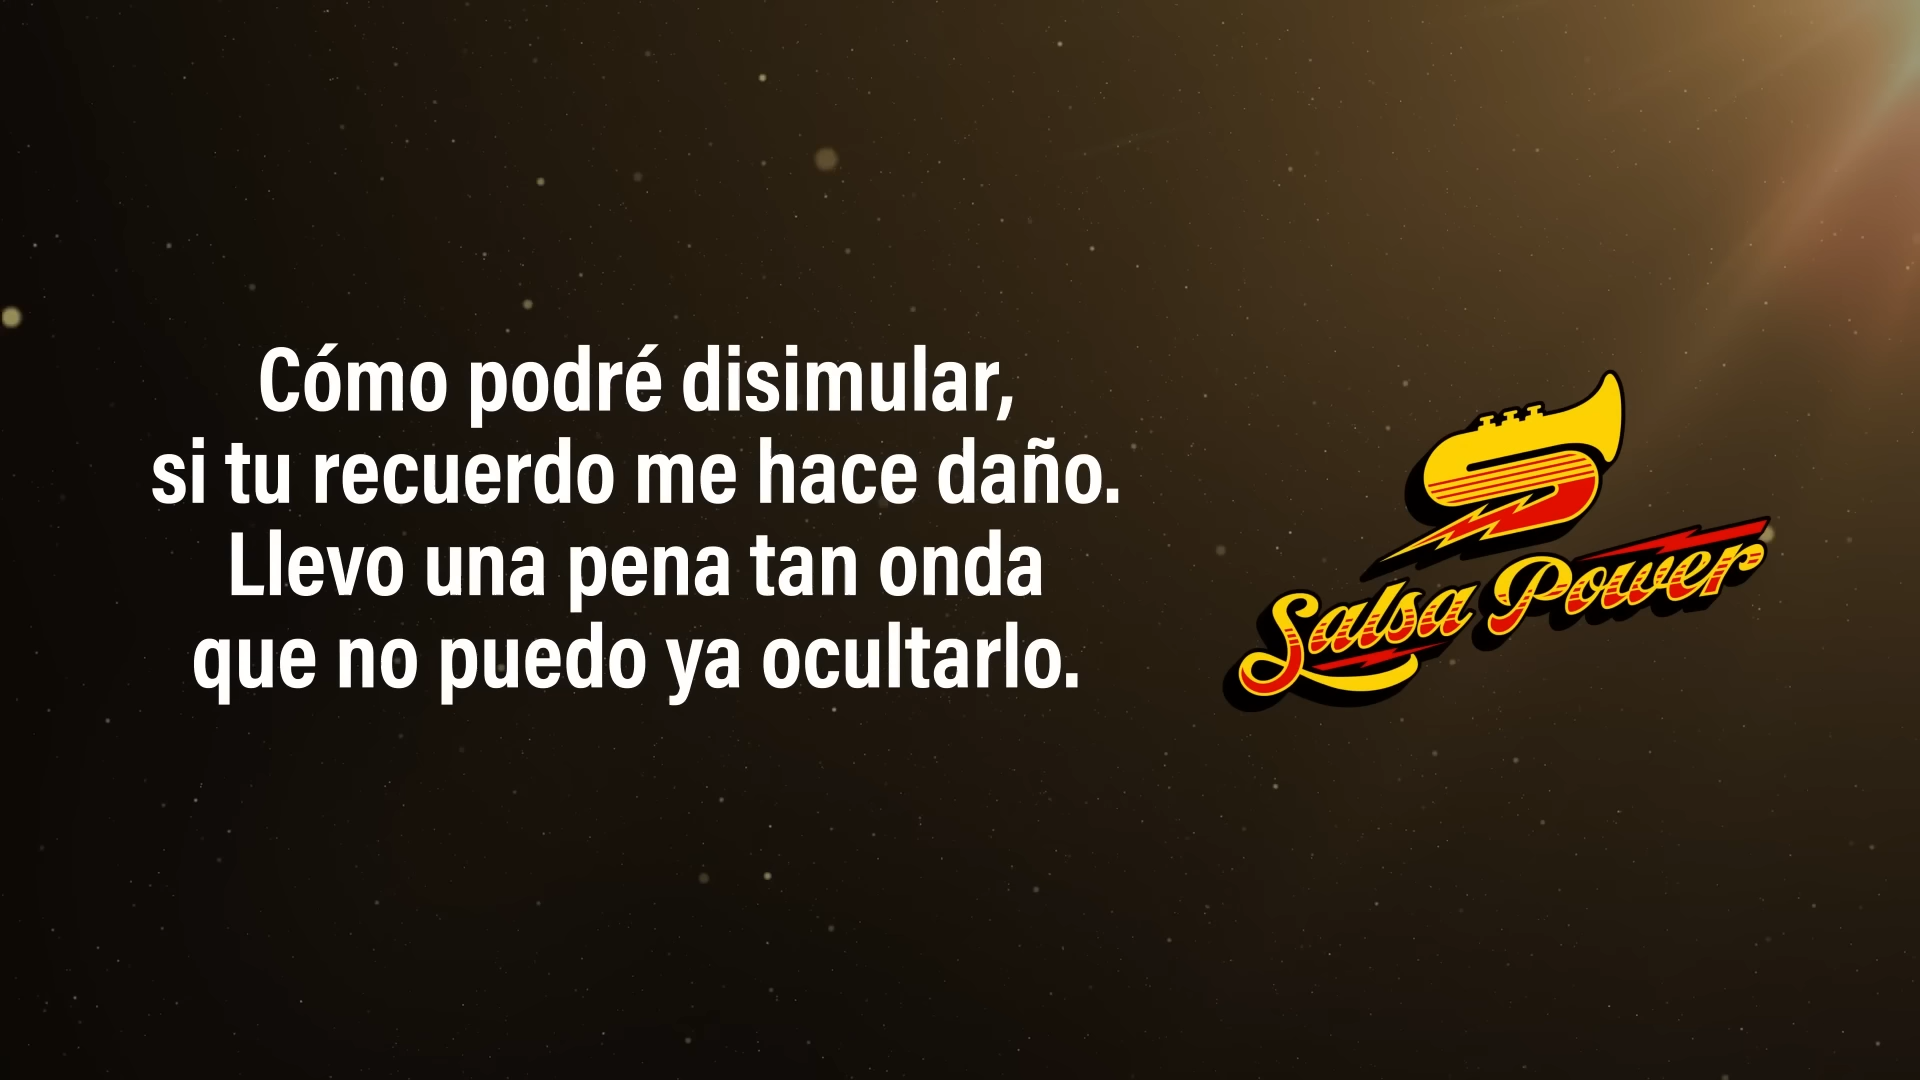 Cómo podré disimular,
si tu recuerdo me hace daño.
Llevo una pena tan onda
que no puedo ya ocultarlo.
Salsa Power